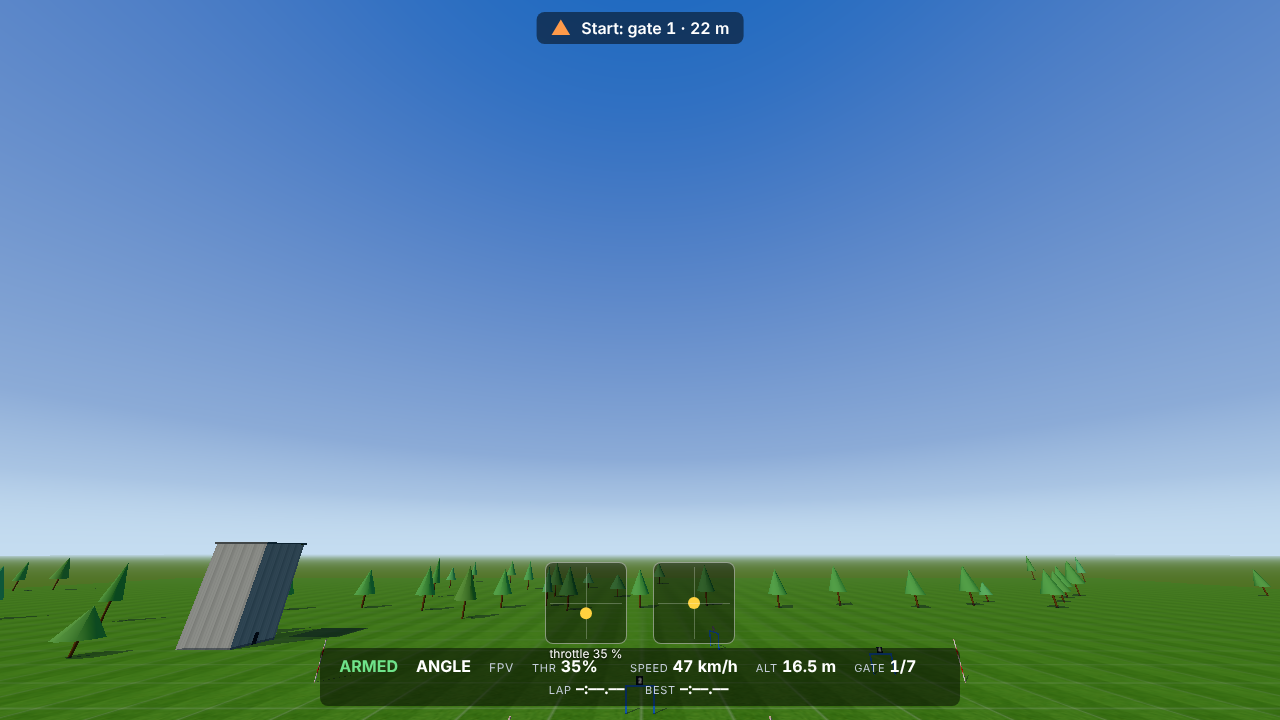 Start: gate 1 · 22 m
throttle 35 %
ARMED ANGLE FPV THR 35% SPEED 47 km/h ALT 16.5 m GATE 1/7
LAP –:––.–– BEST –:––.––